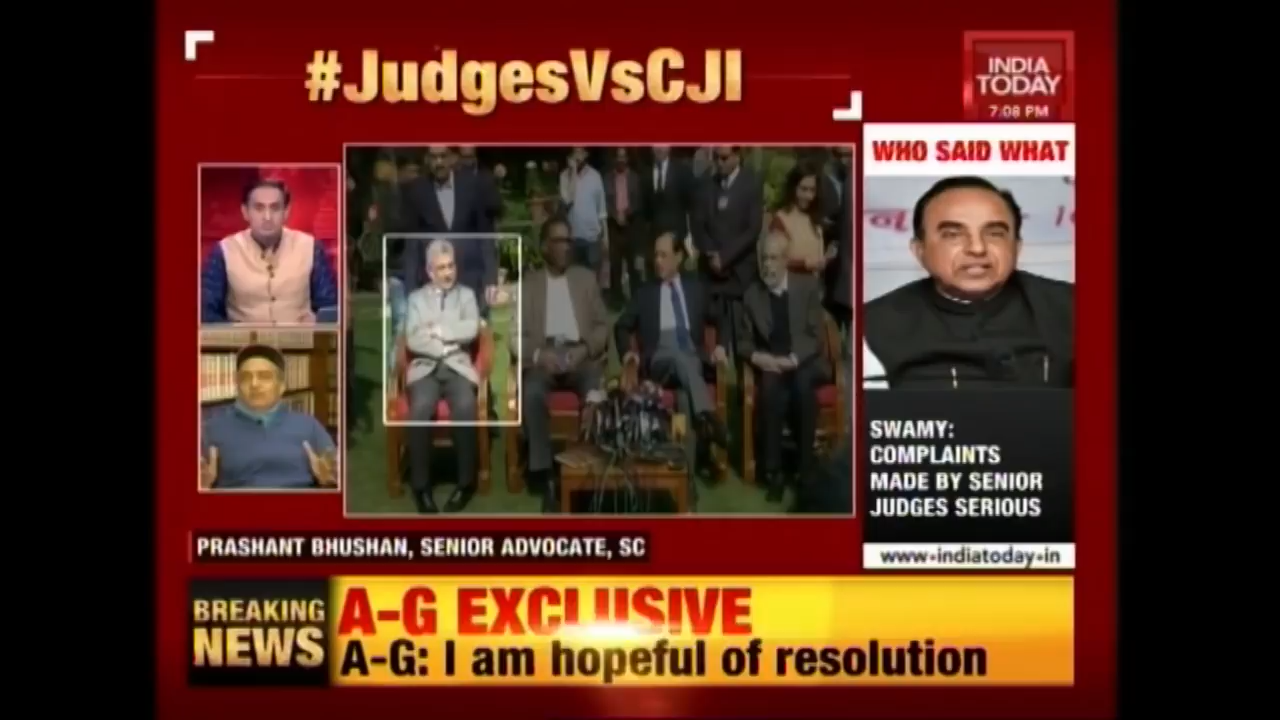 #JudgesVsCJI
INDIA
TODAY
7:08 PM
WHO SAID WHAT
SWAMY:
COMPLAINTS
MADE BY SENIOR
JUDGES SERIOUS
www.indiatoday.in
PRASHANT BHUSHAN, SENIOR ADVOCATE, SC
BREAKING
NEWS
A-G EXCLUSIVE
A-G: I am hopeful of resolution